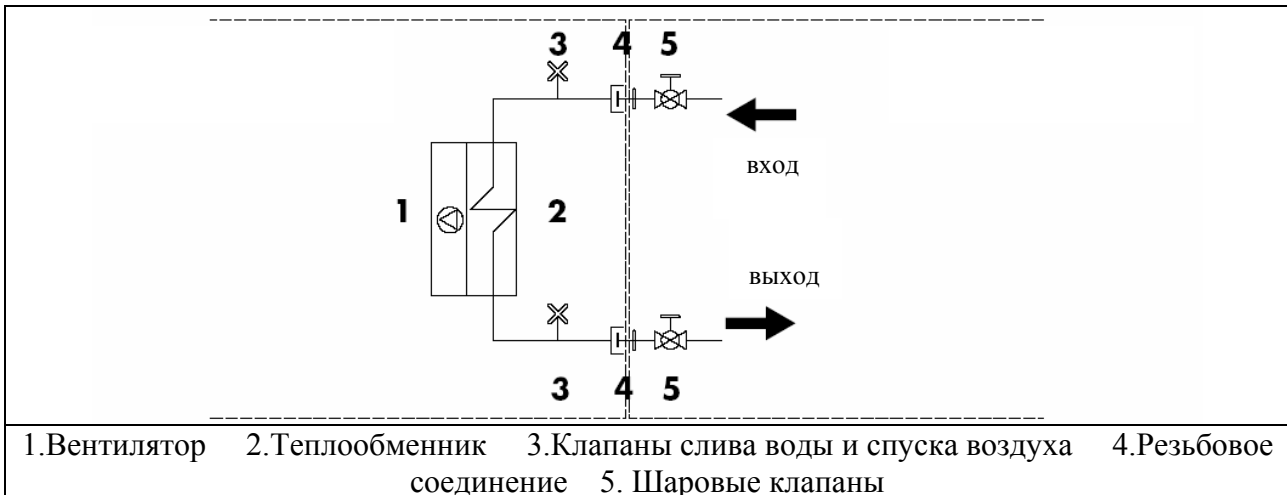 3 4 5
вход
1 2
выход
3 4 5
1.Вентилятор 2.Теплообменник 3.Клапаны слива воды и спуска воздуха 4.Резьбовое
соединение 5. Шаровые клапаны